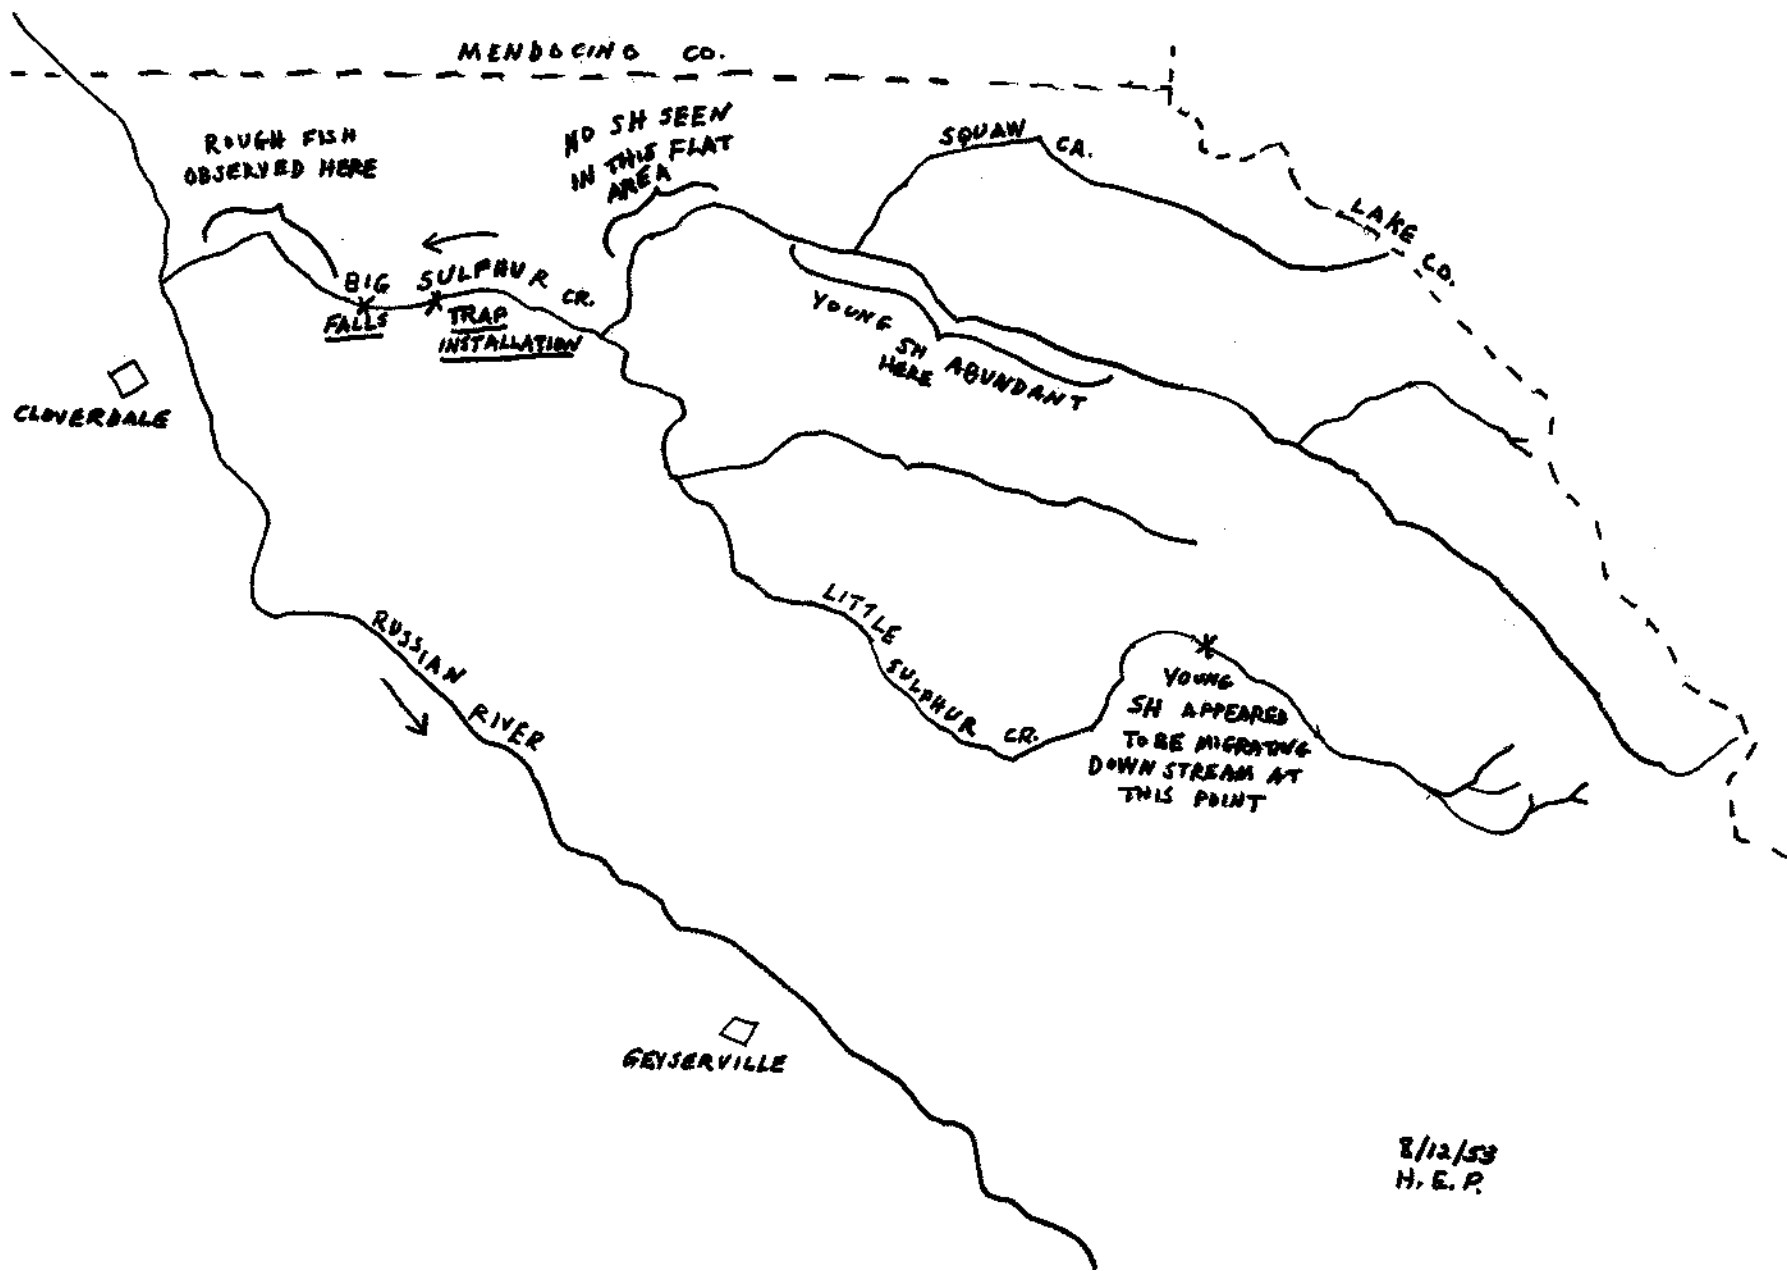 MENDOCINO CO.
ROUGH FISH
OBSERVED HERE
NO SH SEEN
IN THIS FLAT
AREA
SQUAW CR.
LAKE CO.
BIG SULPHUR CR.
FALLS
TRAP
INSTALLATION
YOUNG SH ABUNDANT
HERE
CLOVERDALE
LITTLE SULPHUR CR.
RUSSIAN RIVER
YOUNG
SH APPEARED
TO BE MIGRATING
DOWN STREAM AT
THIS POINT
GEYSERVILLE
8/12/53
H.E.P.